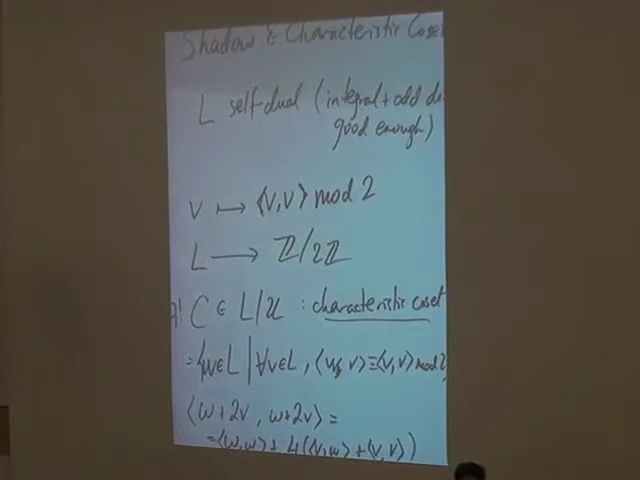 Shadow & Characteristic Coset
L self-dual (integral + odd
good enough)
v ⟼ ⟨v,v⟩ mod 2
L ⟶ ℤ/2ℤ
∃! C ∈ L/2L : characteristic coset
= {w∈L | ∀v∈L, ⟨w, v⟩ ≡ ⟨v,v⟩ mod 2
⟨w+2v, w+2v⟩ =
= ⟨w,w⟩ + 4(⟨v,w⟩ + ⟨v,v⟩)